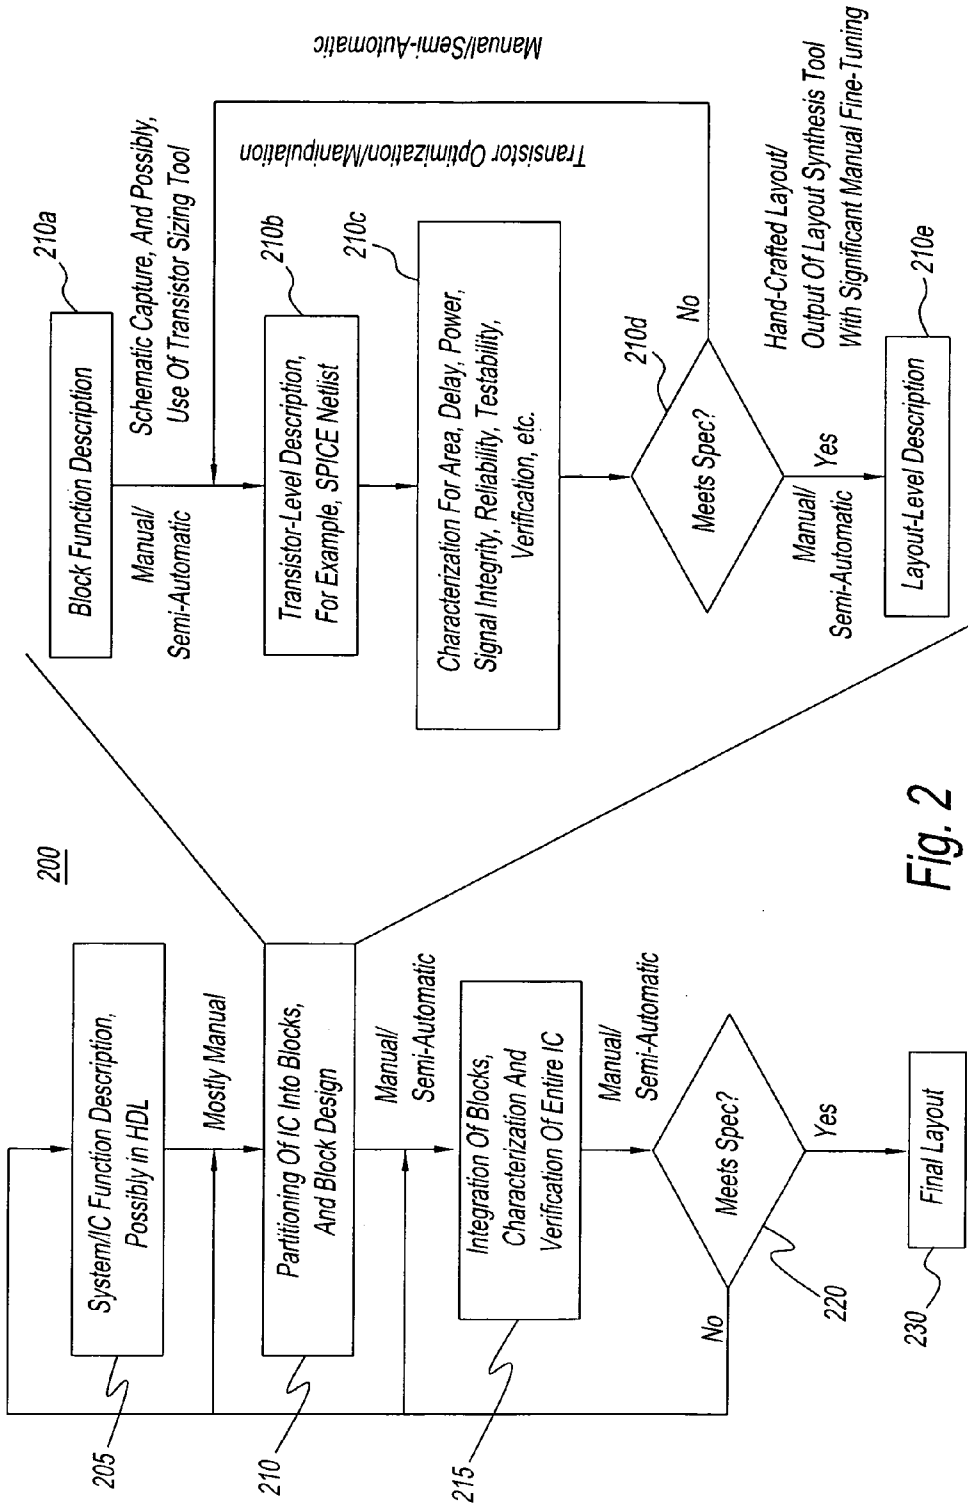 200
System/IC Function Description,
Possibly in HDL
205
Mostly Manual
Partitioning Of IC Into Blocks,
And Block Design
210
Manual/
Semi-Automatic
Integration Of Blocks,
Characterization And
Verification Of Entire IC
215
Manual/
Semi-Automatic
Meets Spec?
220
No
Yes
Final Layout
230
Block Function Description
210a
Manual/
Semi-Automatic
Schematic Capture, And Possibly,
Use Of Transistor Sizing Tool
Transistor-Level Description,
For Example, SPICE Netlist
210b
Transistor Optimization/Manipulation
Manual/Semi-Automatic
Characterization For Area, Delay, Power,
Signal Integrity, Reliability, Testability,
Verification, etc.
210c
Meets Spec?
210d
No
Yes
Manual/
Semi-Automatic
Hand-Crafted Layout/
Output Of Layout Synthesis Tool
With Significant Manual Fine-Tuning
Layout-Level Description
210e
Fig. 2